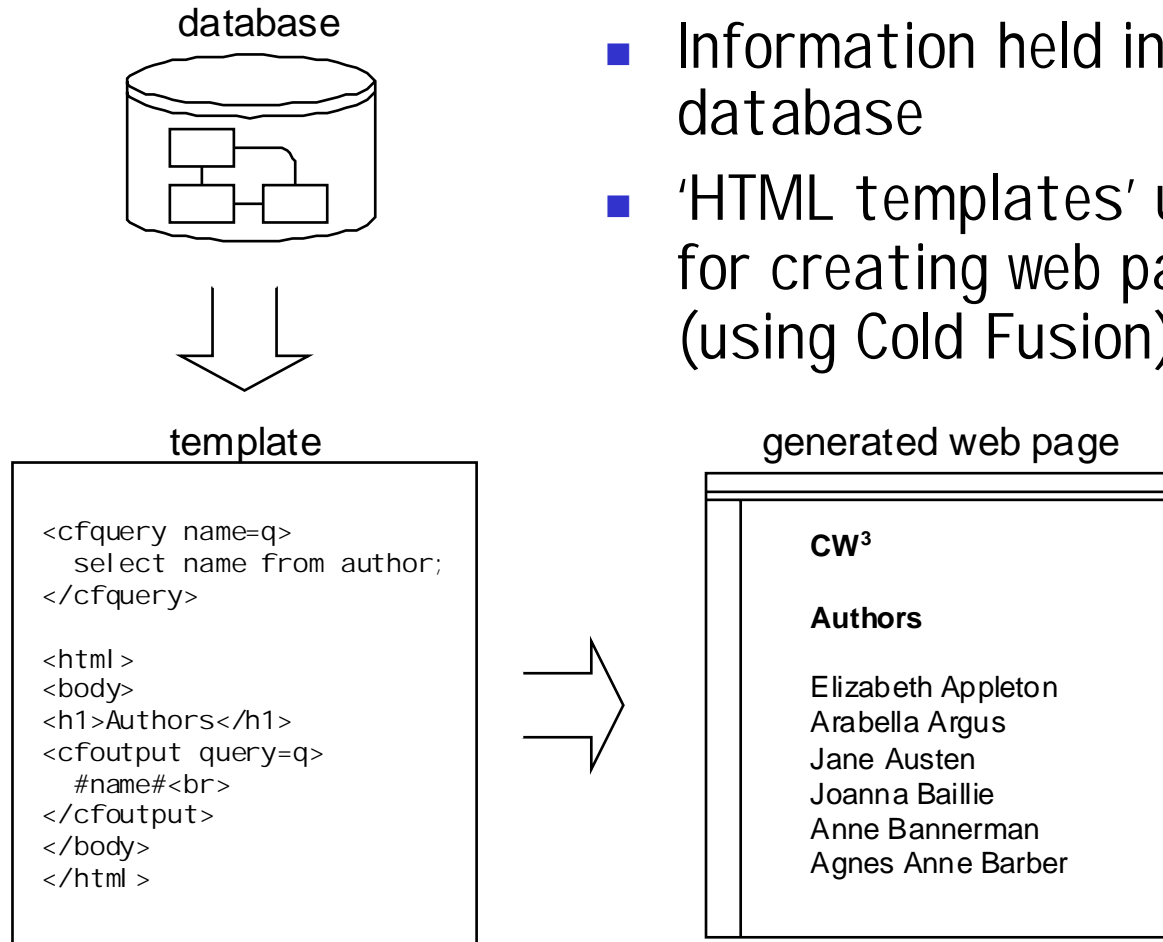 database
Information held in
database
‘HTML templates’
for creating web
(using Cold Fusion)
template
<cfquery name=q>
select name from author;
</cfquery>
<html>
<body>
<h1>Authors</h1>
<cfoutput query=q>
#name#<br>
</cfoutput>
</body>
</html>
generated web page
CW³
Authors
Elizabeth Appleton
Arabella Argus
Jane Austen
Joanna Baillie
Anne Bannerman
Agnes Anne Barber